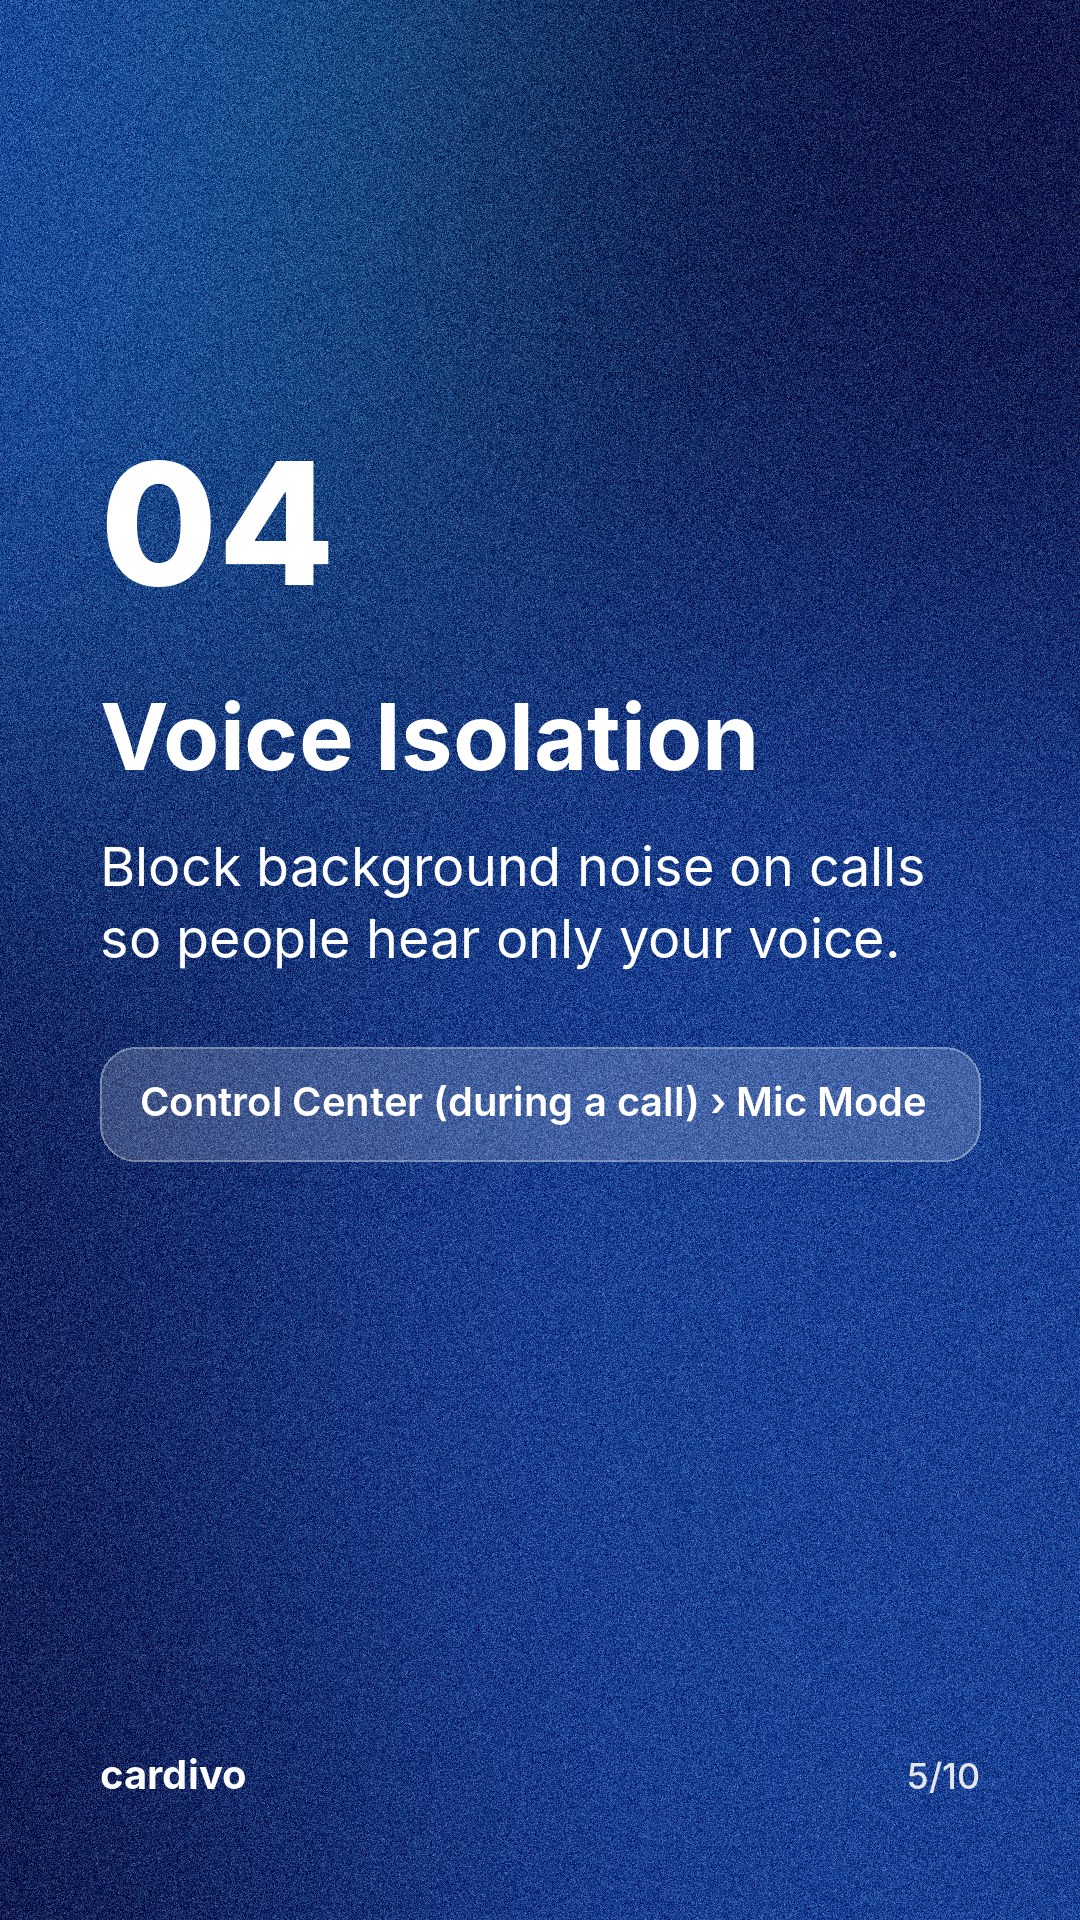 04
Voice Isolation
Block background noise on calls
so people hear only your voice.
Control Center (during a call) › Mic Mode
cardivo
5/10